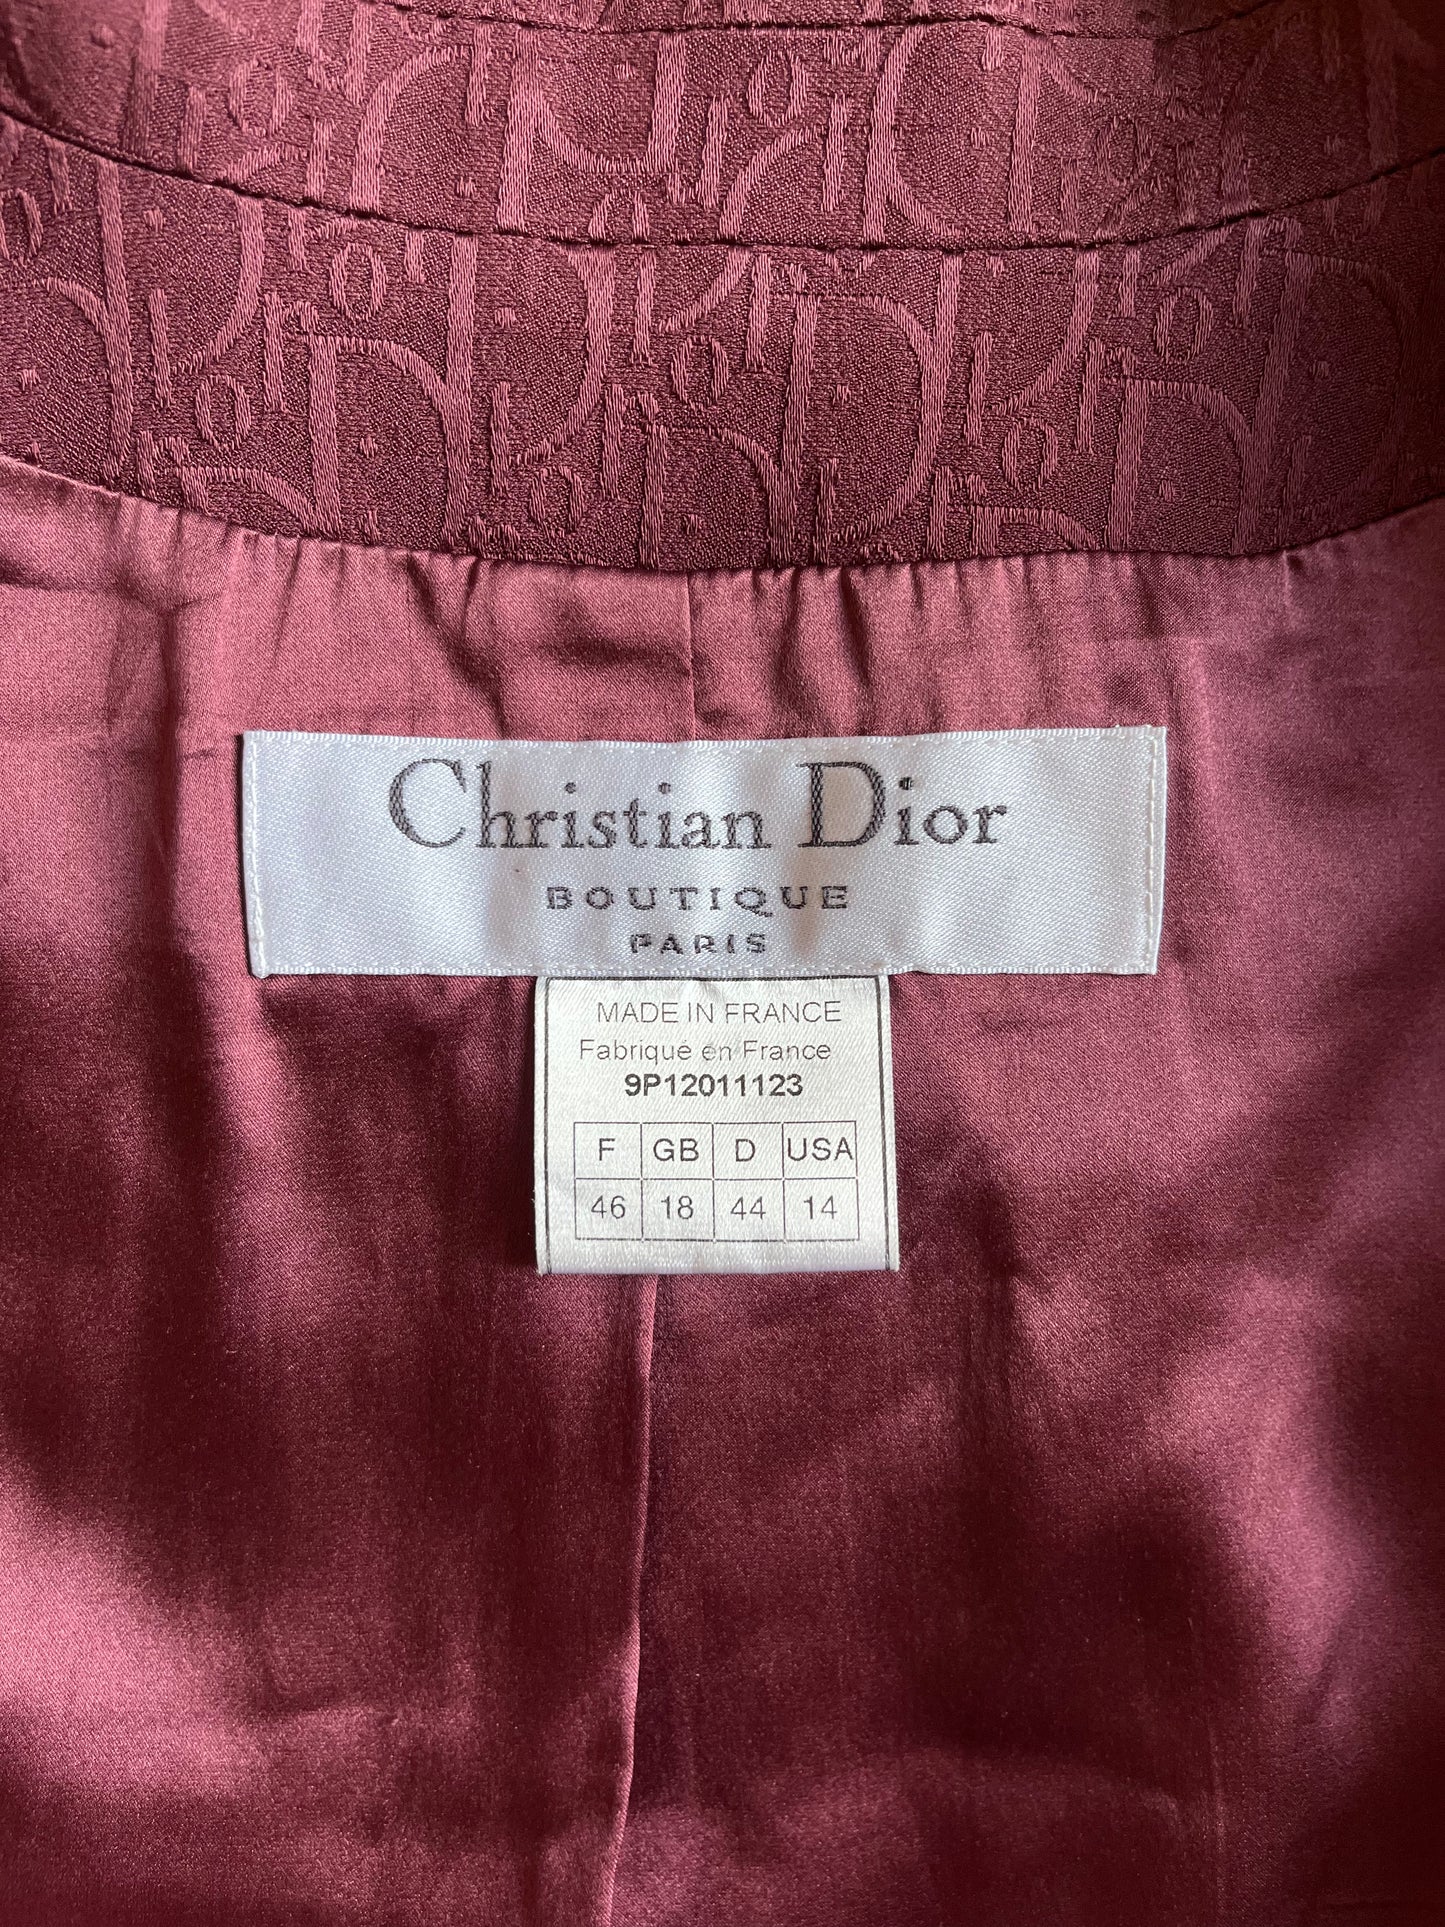 Christian Dior
BOUTIQUE
PARIS
MADE IN FRANCE
Fabriqué en France
9P12011123
F GB D USA
46 18 44 14